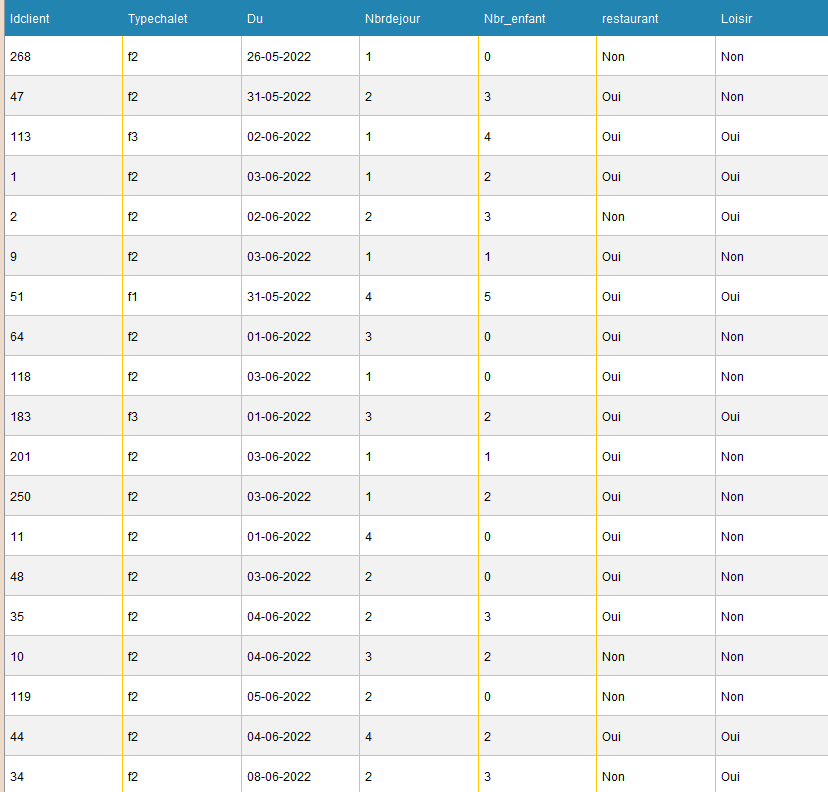 Idclient Typechalet Du Nbrdejour Nbr_enfant restaurant Loisir
268 f2 26-05-2022 1 0 Non Non
47 f2 31-05-2022 2 3 Oui Non
113 f3 02-06-2022 1 4 Oui Oui
1 f2 03-06-2022 1 2 Oui Oui
2 f2 02-06-2022 2 3 Non Oui
9 f2 03-06-2022 1 1 Oui Non
51 f1 31-05-2022 4 5 Oui Oui
64 f2 01-06-2022 3 0 Oui Non
118 f2 03-06-2022 1 0 Oui Non
183 f3 01-06-2022 3 2 Oui Oui
201 f2 03-06-2022 1 1 Oui Non
250 f2 03-06-2022 1 2 Oui Non
11 f2 01-06-2022 4 0 Oui Non
48 f2 03-06-2022 2 0 Oui Non
35 f2 04-06-2022 2 3 Oui Non
10 f2 04-06-2022 3 2 Non Non
119 f2 05-06-2022 2 0 Non Non
44 f2 04-06-2022 4 2 Oui Oui
34 f2 08-06-2022 2 3 Non Oui